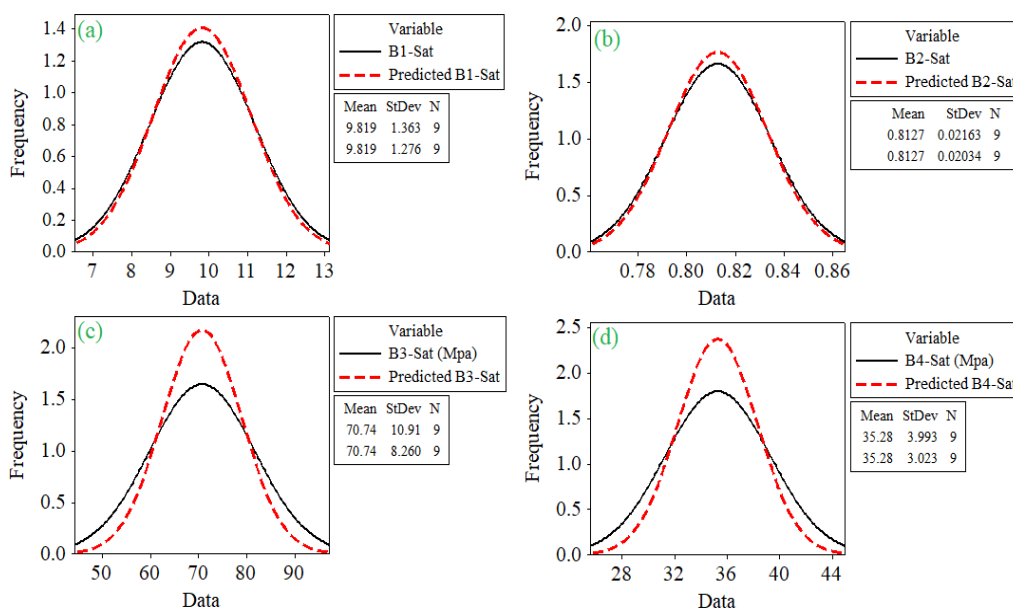 (a)
Frequency
1.4
1.2
1.0
0.8
0.6
0.4
0.2
0.0
7 8 9 10 11 12 13
Data
Variable
B1-Sat
Predicted B1-Sat
Mean StDev N
9.819 1.363 9
9.819 1.276 9
(b)
Frequency
2.0
1.5
1.0
0.5
0.0
0.78 0.80 0.82 0.84 0.86
Data
Variable
B2-Sat
Predicted B2-Sat
Mean StDev N
0.8127 0.02163 9
0.8127 0.02034 9
(c)
Frequency
2.0
1.5
1.0
0.5
0.0
50 60 70 80 90
Data
Variable
B3-Sat (Mpa)
Predicted B3-Sat
Mean StDev N
70.74 10.91 9
70.74 8.260 9
(d)
Frequency
2.5
2.0
1.5
1.0
0.5
0.0
28 32 36 40 44
Data
Variable
B4-Sat (Mpa)
Predicted B4-Sat
Mean StDev N
35.28 3.993 9
35.28 3.023 9